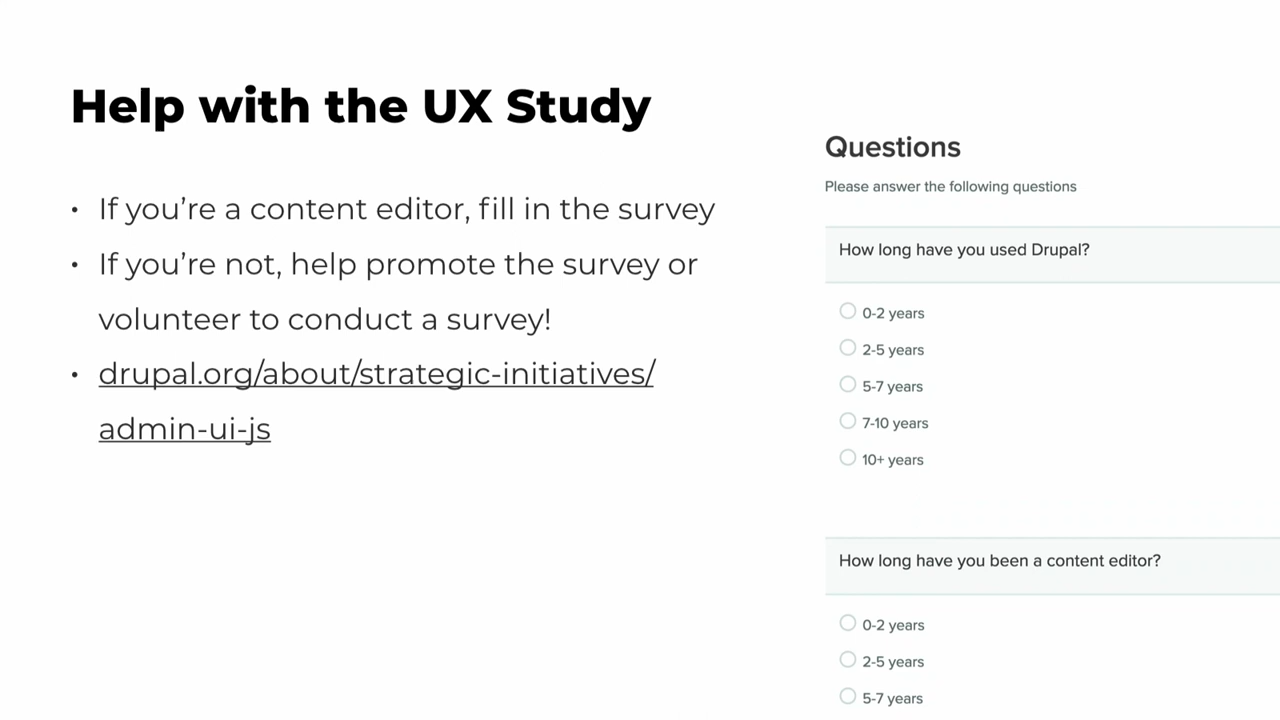 Help with the UX Study
• If you’re a content editor, fill in the survey
• If you’re not, help promote the survey or
volunteer to conduct a survey!
• drupal.org/about/strategic-initiatives/
admin-ui-js
Questions
Please answer the following questions
How long have you used Drupal?
0-2 years
2-5 years
5-7 years
7-10 years
10+ years
How long have you been a content editor?
0-2 years
2-5 years
5-7 years